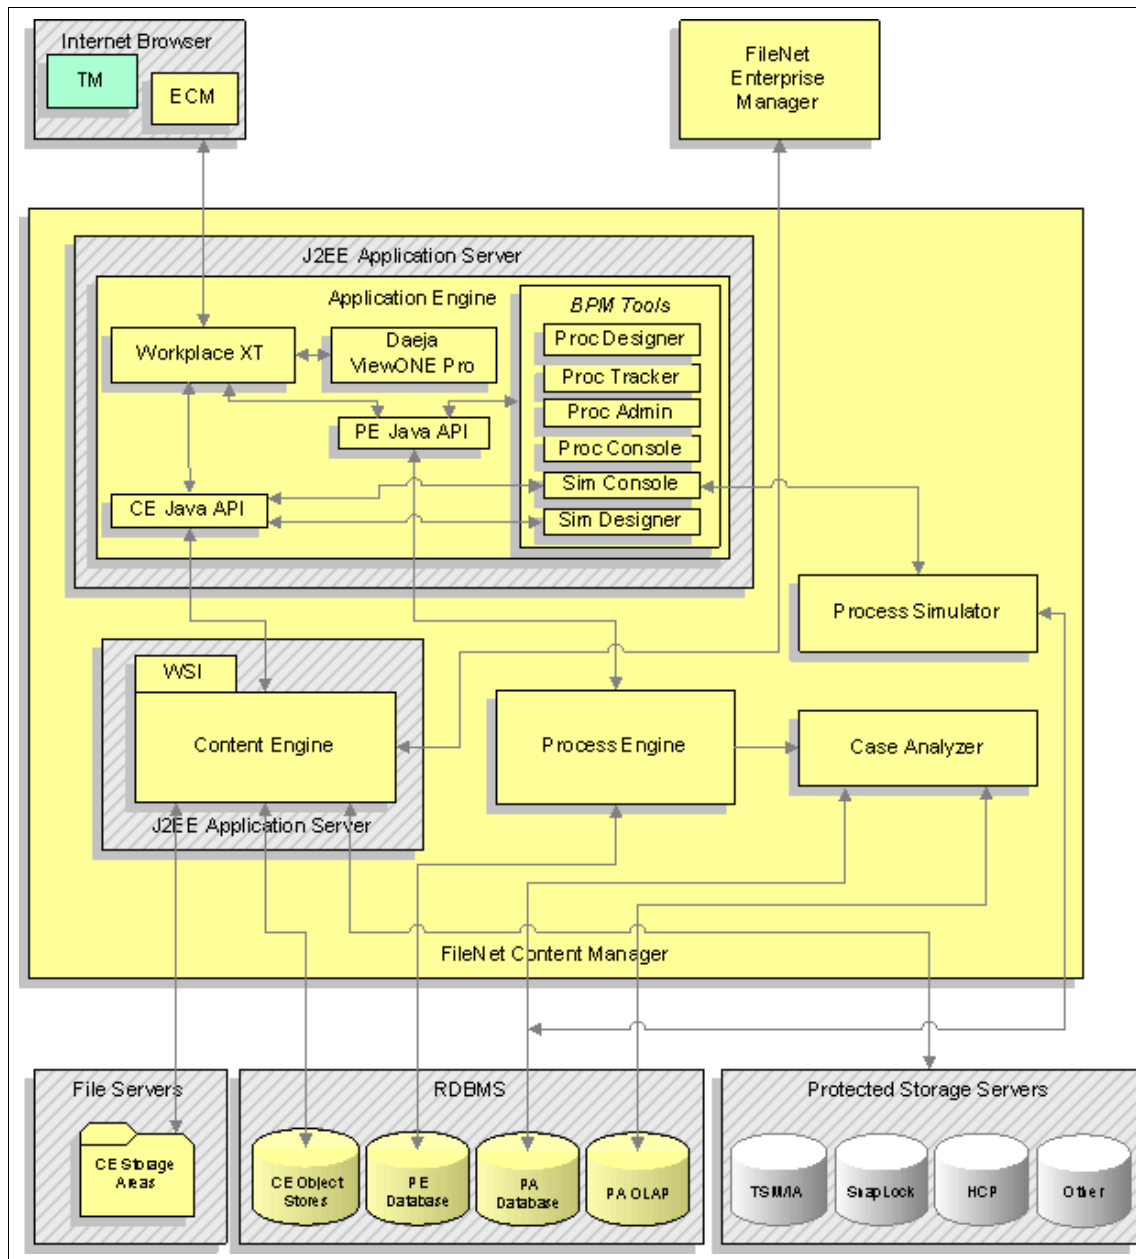 Internet Browser
TM
ECM
FileNet
Enterprise
Manager
J2EE Application Server
Application Engine
BPM Tools
Workplace XT
Daeja
ViewONE Pro
Proc Designer
Proc Tracker
Proc Admin
PE Java API
Proc Console
Sim Console
CE Java API
Sim Designer
Process Simulator
WSI
Content Engine
Process Engine
Case Analyzer
J2EE Application Server
FileNet Content Manager
File Servers
RDBMS
Protected Storage Servers
CE Storage
Areas
CE Object
Stores
PE
Database
PA
Database
PA OLAP
TSM/IA
SnapLock
HCP
Other